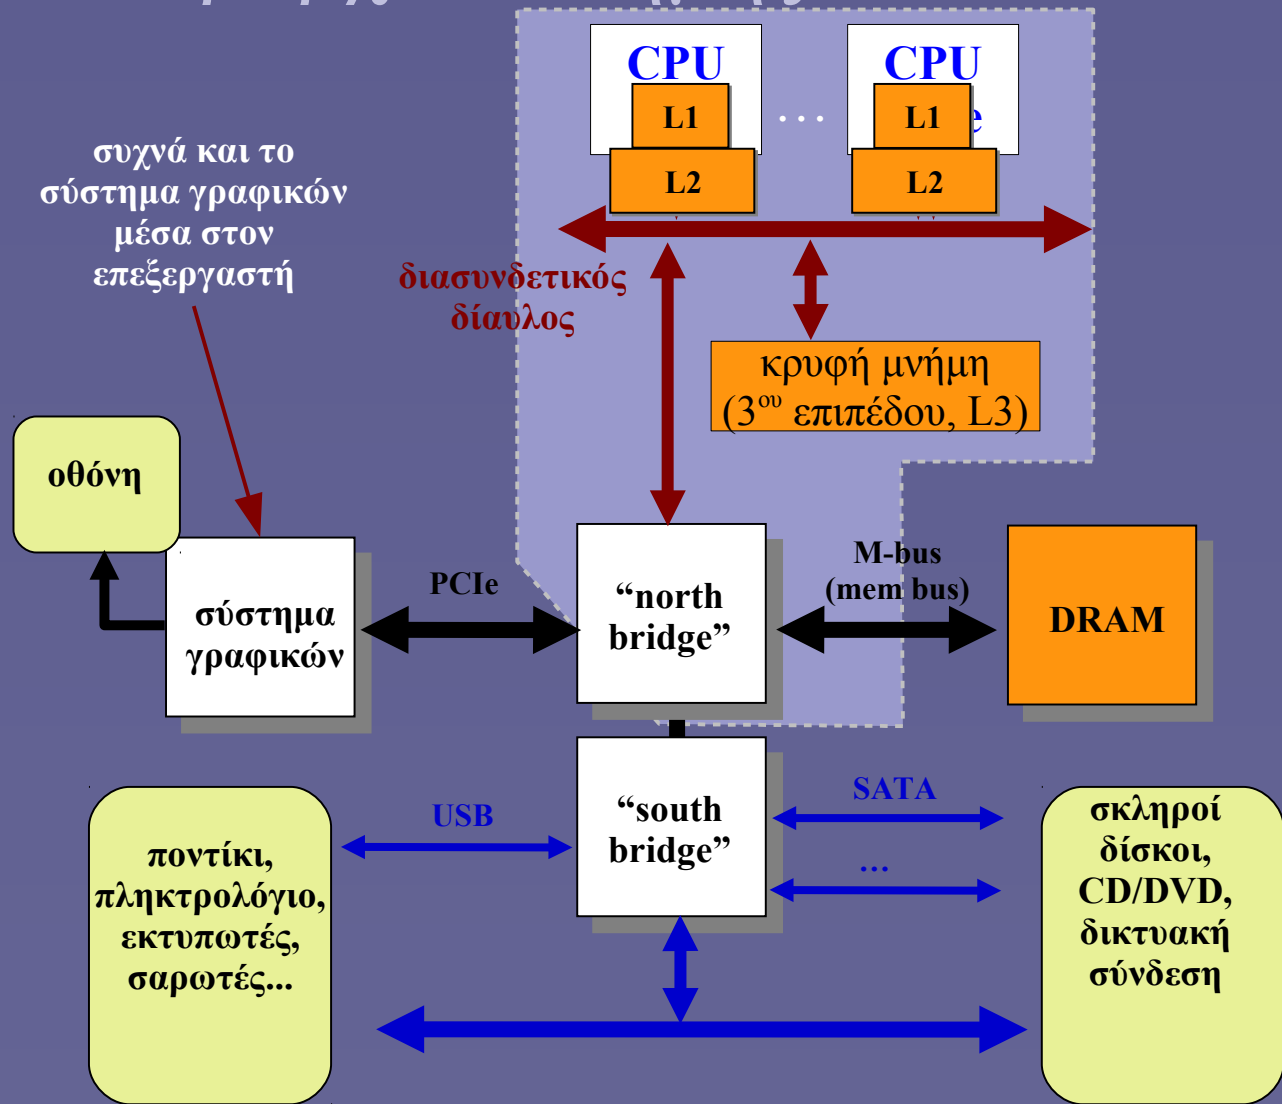 CPU
L1
L2
...
CPU
L1
e
L2
συχνά και το
σύστημα γραφικών
μέσα στον
επεξεργαστή
διασυνδετικός
δίαυλος
κρυφή μνήμη
(3ου επιπέδου, L3)
οθόνη
σύστημα
γραφικών
PCIe
“north
bridge”
M-bus
(mem bus)
DRAM
“south
bridge”
USB
SATA
...
ποντίκι,
πληκτρολόγιο,
εκτυπωτές,
σαρωτές...
σκληροί
δίσκοι,
CD/DVD,
δικτυακή
σύνδεση